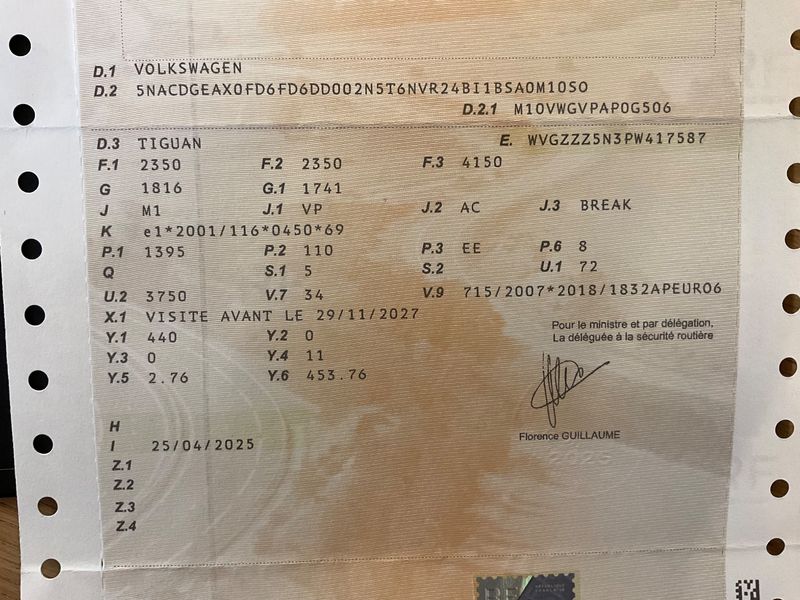 D.1 VOLKSWAGEN
D.2 5NACDGEAX0FD6FD6DD002N5T6NVR24BI1BSA0M10S0
D.2.1 M10VWGVPAP0G506
D.3 TIGUAN E. WVGZZZ5N3PW417587
F.1 2350 F.2 2350 F.3 4150
G 1816 G.1 1741
J M1 J.1 VP J.2 AC J.3 BREAK
K e1*2001/116*0450*69
P.1 1395 P.2 110 P.3 EE P.6 8
Q S.1 5 S.2 U.1 72
U.2 3750 V.7 34 V.9 715/2007*2018/1832APEURO6
X.1 VISITE AVANT LE 29/11/2027
Y.1 440 Y.2 0
Y.3 0 Y.4 11
Y.5 2.76 Y.6 453.76
Pour le ministre et par délégation,
La déléguée à la sécurité routière
Florence GUILLAUME
H
I 25/04/2025
Z.1
Z.2
Z.3
Z.4